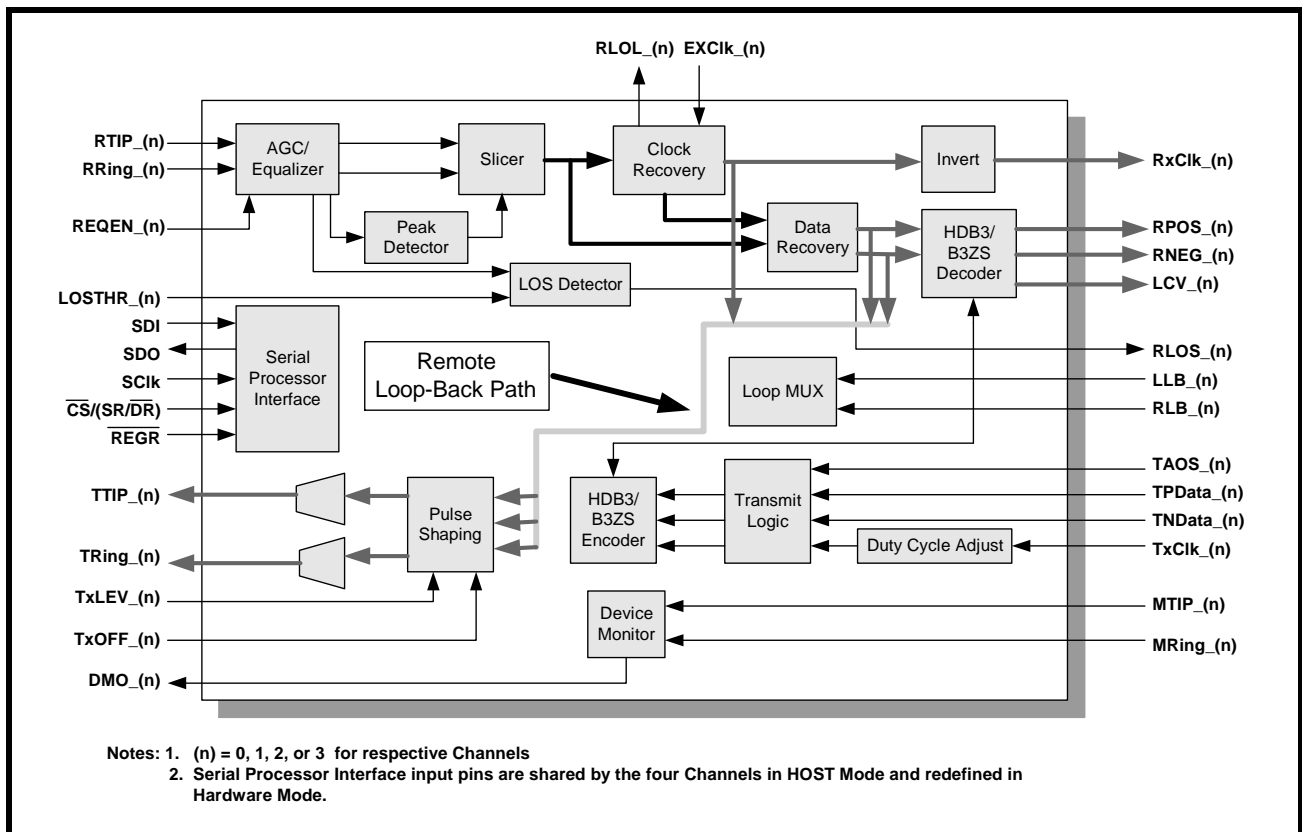 RLOL_(n) EXClk_(n)
RTIP_(n)
RRing_(n)
REQEN_(n)
LOSTHR_(n)
SDI
SDO
SClk
CS/(SR/DR)
REGR
TTIP_(n)
TRing_(n)
TxLEV_(n)
TxOFF_(n)
DMO_(n)
AGC/
Equalizer
Peak
Detector
Slicer
LOS Detector
Clock
Recovery
Data
Recovery
Invert
HDB3/
B3ZS
Decoder
Serial
Processor
Interface
Remote
Loop-Back Path
Loop MUX
Pulse
Shaping
HDB3/
B3ZS
Encoder
Transmit
Logic
Duty Cycle Adjust
Device
Monitor
RxClk_(n)
RPOS_(n)
RNEG_(n)
LCV_(n)
RLOS_(n)
LLB_(n)
RLB_(n)
TAOS_(n)
TPData_(n)
TNData_(n)
TxClk_(n)
MTIP_(n)
MRing_(n)
Notes: 1. (n) = 0, 1, 2, or 3 for respective Channels
2. Serial Processor Interface input pins are shared by the four Channels in HOST Mode and redefined in
Hardware Mode.